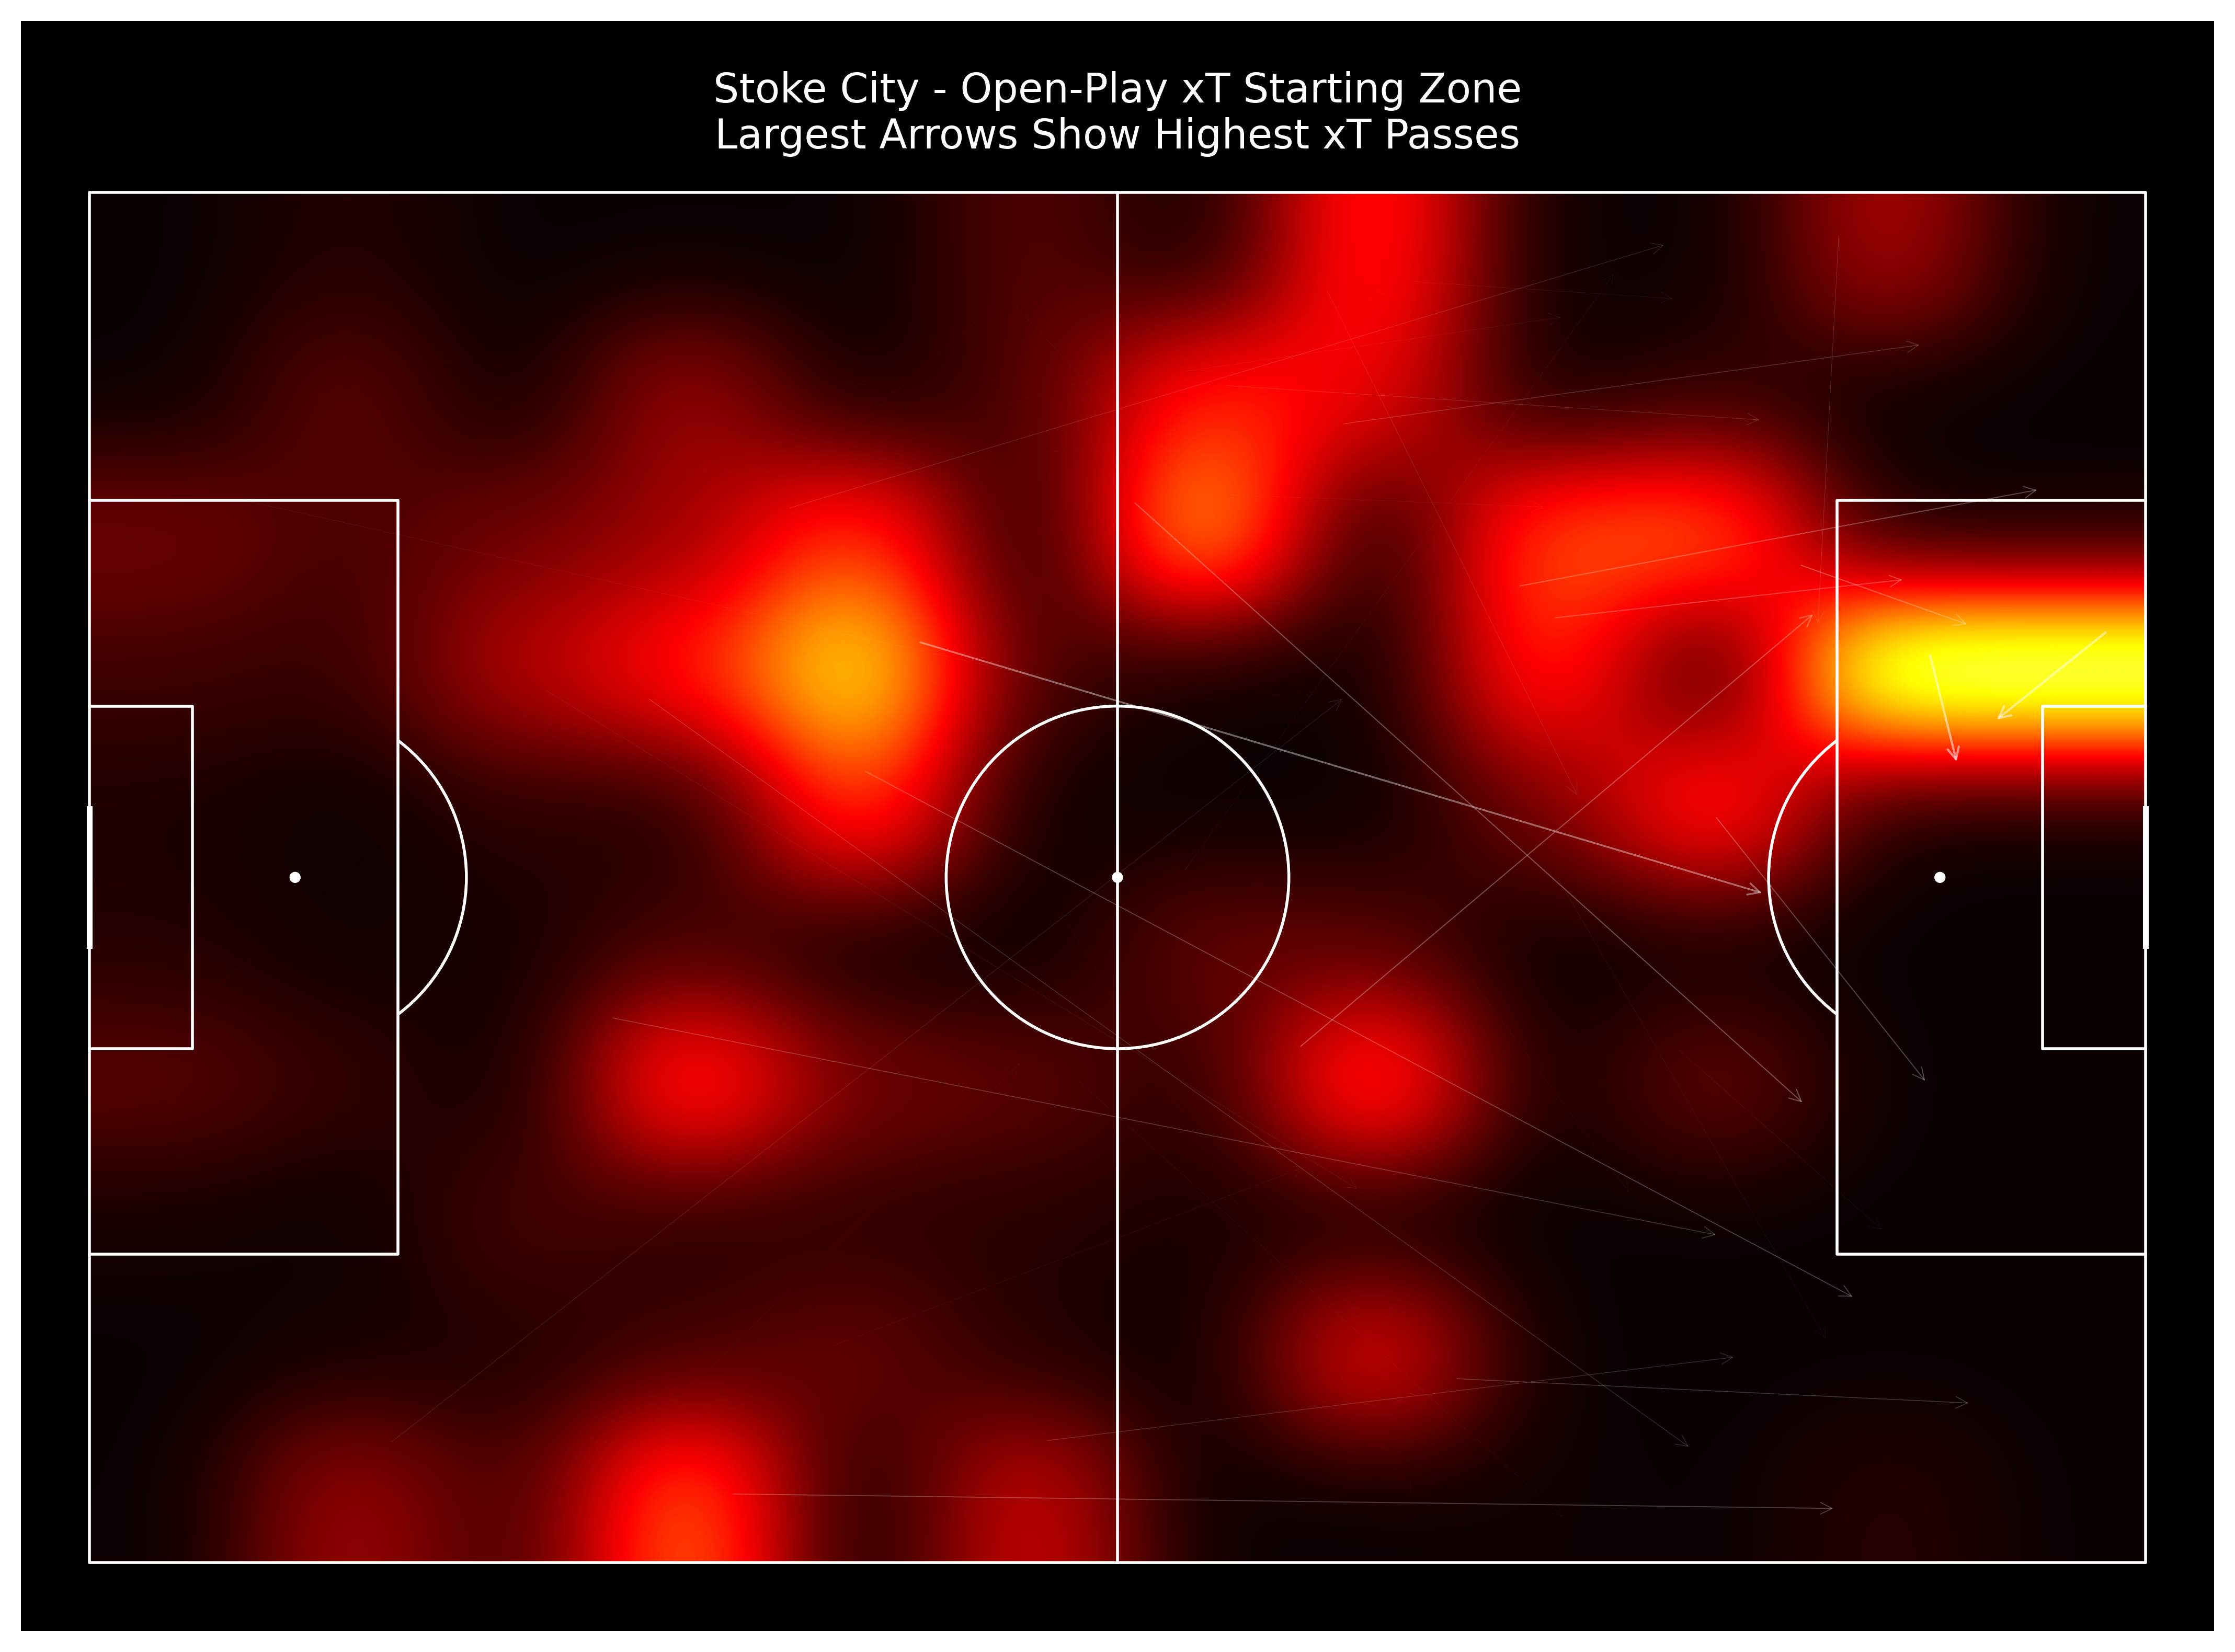 Stoke City - Open-Play xT Starting Zone
Largest Arrows Show Highest xT Passes